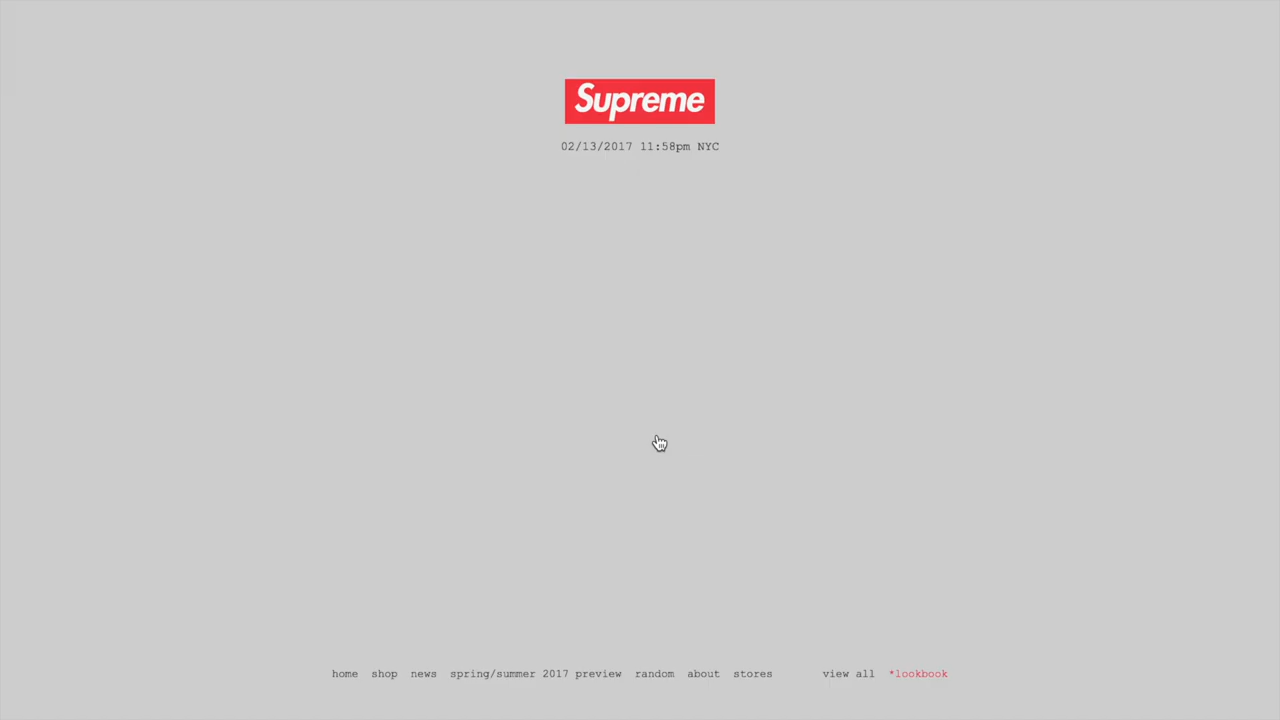 Supreme
02/13/2017 11:58pm NYC
home shop news spring/summer 2017 preview random about stores view all *lookbook